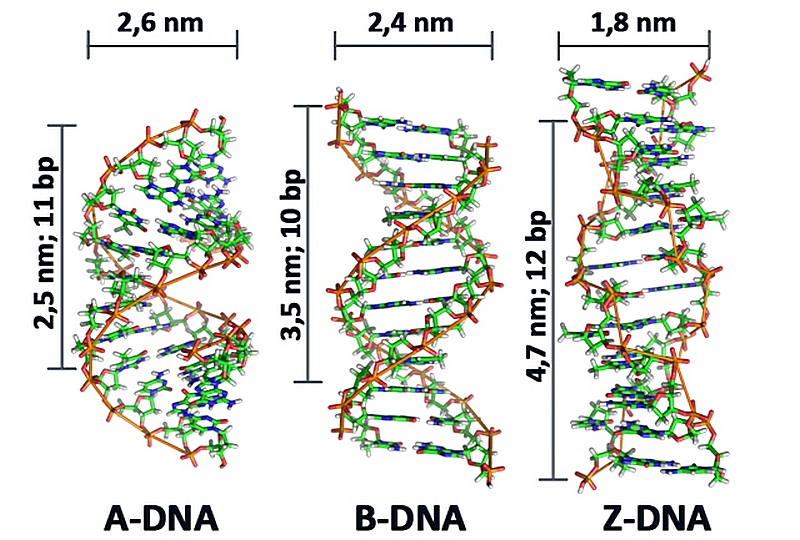 2,6 nm
2,4 nm
1,8 nm
2,5 nm; 11 bp
3,5 nm; 10 bp
4,7 nm; 12 bp
A-DNA
B-DNA
Z-DNA